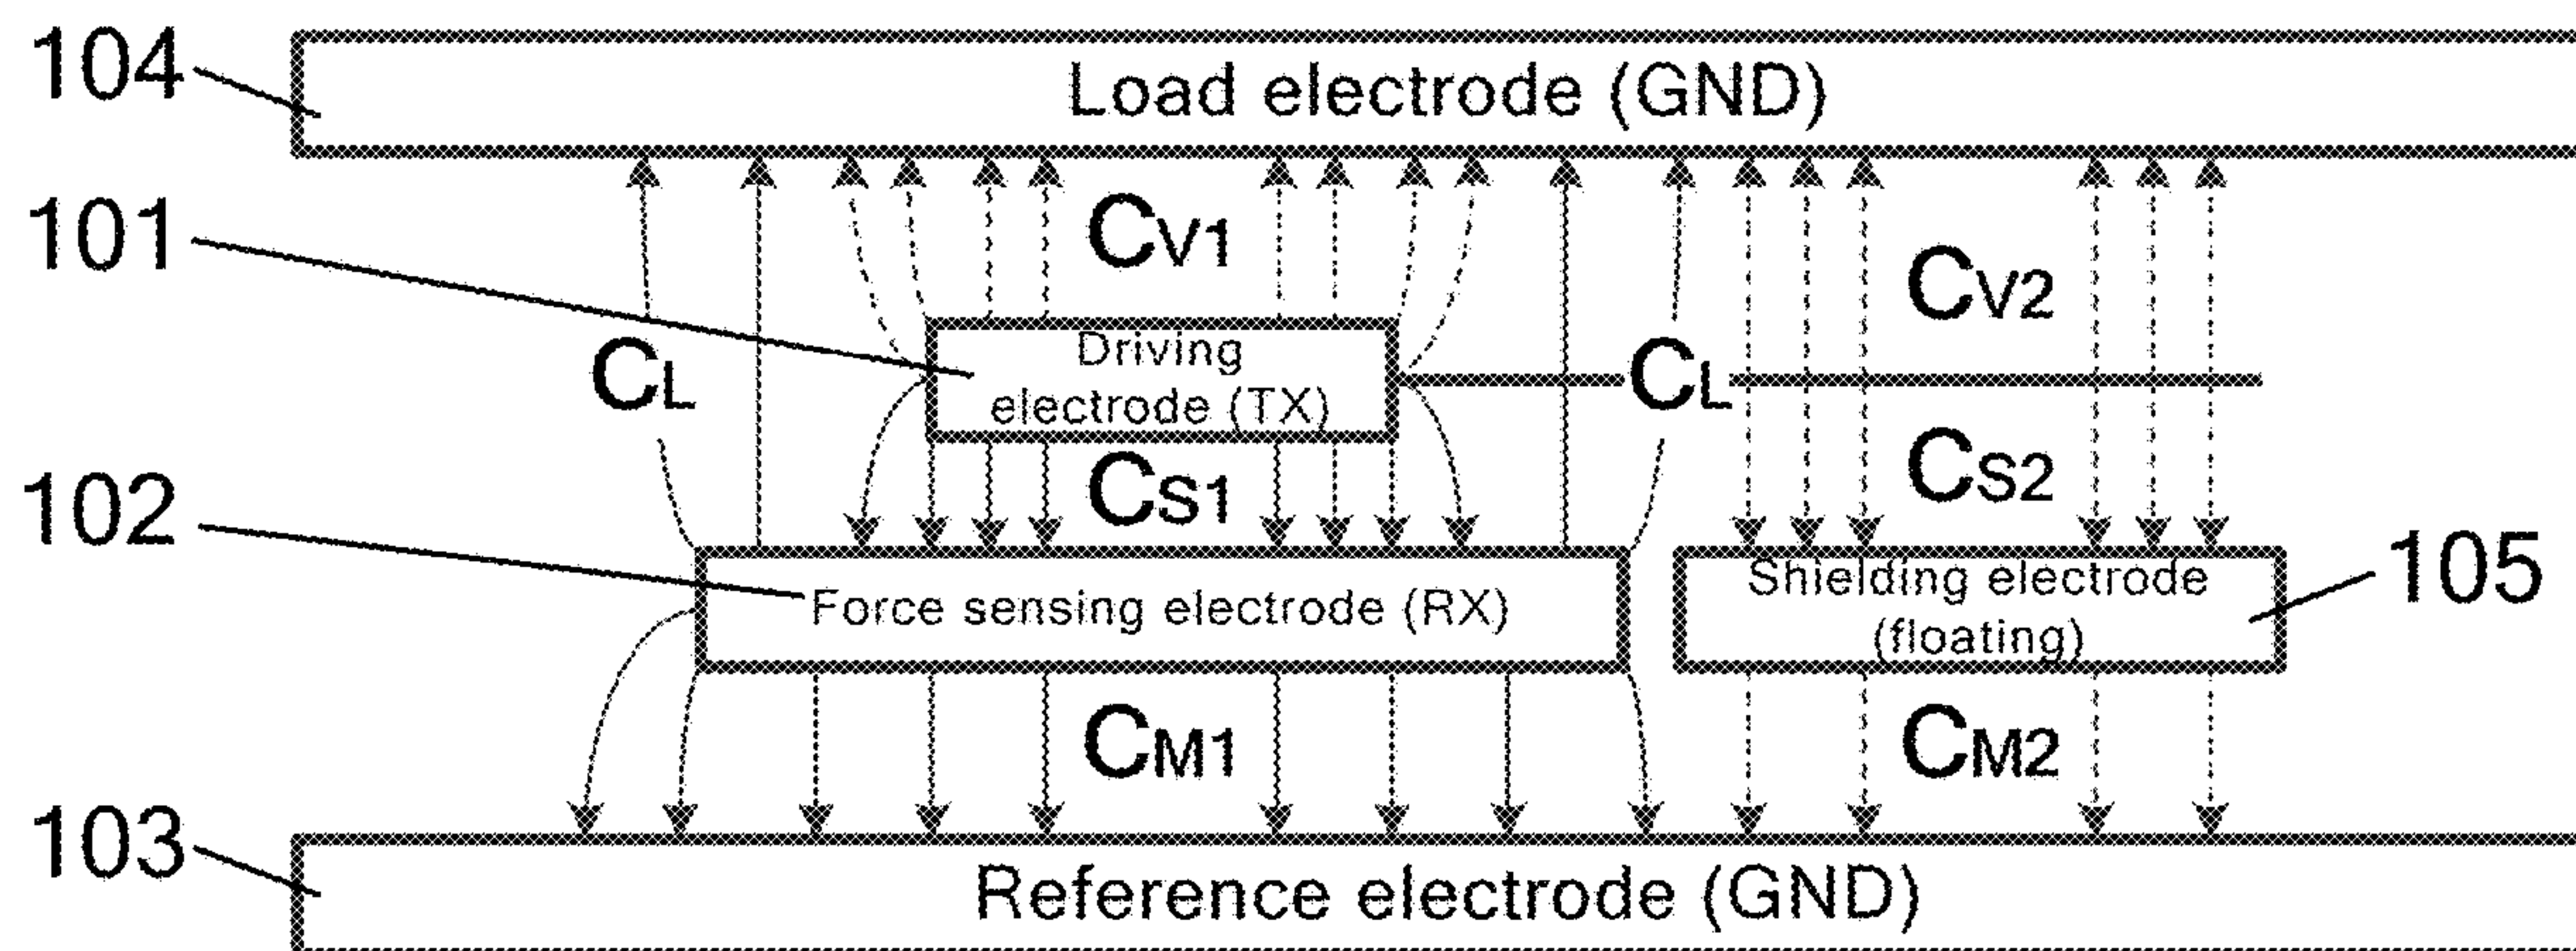 104
Load electrode (GND)
101
CV1
CV2
CL
Driving
electrode (TX)
CL
102
CS1
CS2
Force sensing electrode (RX)
Shielding electrode
(floating)
105
CM1
CM2
103
Reference electrode (GND)